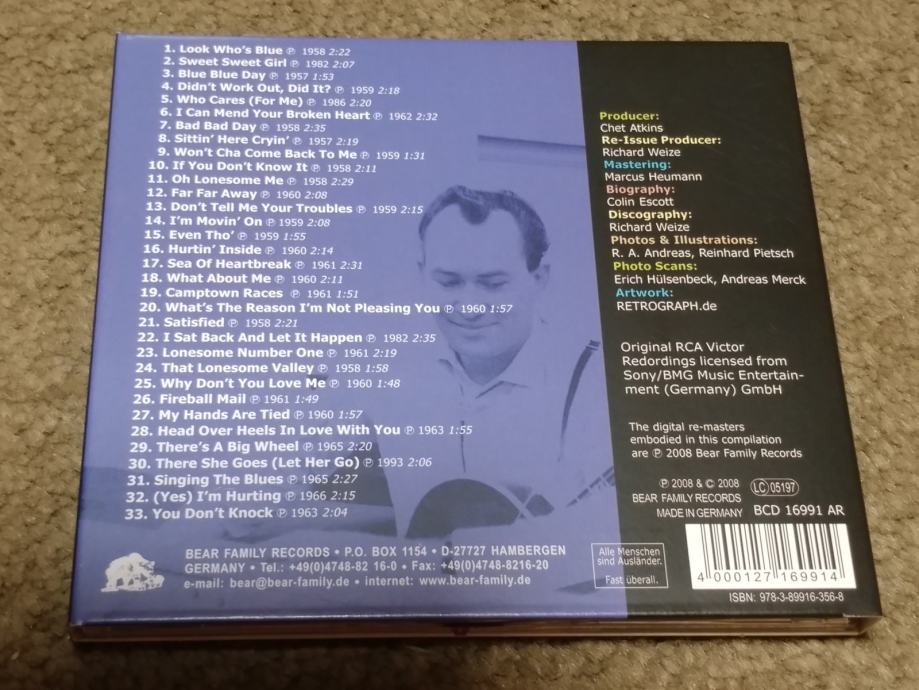 1. Look Who's Blue ℗ 1958 2:22
2. Sweet Sweet Girl ℗ 1982 2:07
3. Blue Blue Day ℗ 1957 1:53
4. Didn't Work Out, Did It? ℗ 1959 2:18
5. Who Cares (For Me) ℗ 1986 2:20
6. I Can Mend Your Broken Heart ℗ 1962 2:32
7. Bad Bad Day ℗ 1958 2:35
8. Sittin' Here Cryin' ℗ 1957 2:19
9. Won't Cha Come Back To Me ℗ 1959 1:31
10. If You Don't Know It ℗ 1958 2:11
11. Oh Lonesome Me ℗ 1958 2:29
12. Far Far Away ℗ 1960 2:08
13. Don't Tell Me Your Troubles ℗ 1959 2:15
14. I'm Movin' On ℗ 1959 2:08
15. Even Tho' ℗ 1959 1:55
16. Hurtin' Inside ℗ 1960 2:14
17. Sea Of Heartbreak ℗ 1961 2:31
18. What About Me ℗ 1960 2:11
19. Camptown Races ℗ 1961 1:51
20. What's The Reason I'm Not Pleasing You ℗ 1960 1:57
21. Satisfied ℗ 1958 2:21
22. I Sat Back And Let It Happen ℗ 1982 2:35
23. Lonesome Number One ℗ 1961 2:19
24. That Lonesome Valley ℗ 1958 1:58
25. Why Don't You Love Me ℗ 1960 1:48
26. Fireball Mail ℗ 1961 1:49
27. My Hands Are Tied ℗ 1960 1:57
28. Head Over Heels In Love With You ℗ 1963 1:55
29. There's A Big Wheel ℗ 1965 2:20
30. There She Goes (Let Her Go) ℗ 1993 2:06
31. Singing The Blues ℗ 1965 2:27
32. (Yes) I'm Hurting ℗ 1966 2:15
33. You Don't Knock ℗ 1963 2:04
BEAR FAMILY RECORDS • P.O. BOX 1154 • D-27727 HAMBERGEN
GERMANY • Tel.: +49(0)4748-82 16-0 • Fax: +49(0)4748-8216-20
e-mail: bear@bear-family.de • internet: www.bear-family.de
Producer:
Chet Atkins
Re-Issue Producer:
Richard Weize
Mastering:
Marcus Heumann
Biography:
Colin Escott
Discography:
Richard Weize
Photos & Illustrations:
R. A. Andreas, Reinhard Pietsch
Photo Scans:
Erich Hülsenbeck, Andreas Merck
Artwork:
RETROGRAPH.de
Original RCA Victor
Redordings licensed from
Sony/BMG Music Entertain-
ment (Germany) GmbH
The digital re-masters
embodied in this compilation
are ℗ 2008 Bear Family Records
℗ 2008 & © 2008
BEAR FAMILY RECORDS
MADE IN GERMANY
LC 05197
BCD 16991 AR
Alle Menschen
sind Ausländer.
Fast überall.
4 000127 169914
ISBN: 978-3-89916-356-8